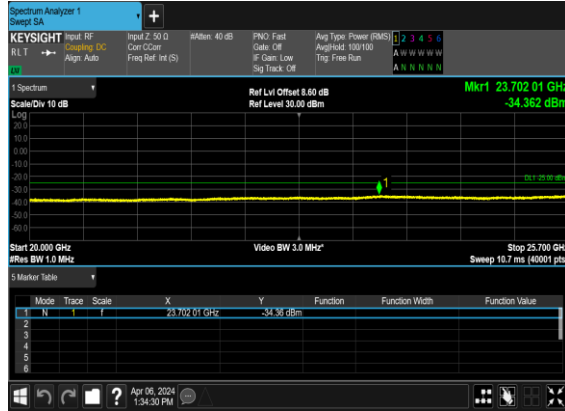 Spectrum Analyzer 1
Swept SA
KEYSIGHT Input: RF Input Z: 50 Ω #Atten: 40 dB PNO: Fast Avg Type: Power (RMS) 1 2 3 4 5 6
RLT Coupling: DC Corr CCorr Gate: Off Avg|Hold: 100/100 A W W W W W
Align: Auto Freq Ref: Int (S) IF Gain: Low Trig: Free Run
Sig Track: Off A N N N N N
1 Spectrum Ref Lvl Offset 8.60 dB Mkr1 23.702 01 GHz
Scale/Div 10 dB Ref Level 30.00 dBm -34.362 dBm
Log
20.0
10.0
0.00
-10.0
-20.0
1
DL1 -25.00 dBm
-30.0
-40.0
-50.0
-60.0
Start 20.000 GHz Video BW 3.0 MHz* Stop 25.700 GHz
#Res BW 1.0 MHz Sweep 10.7 ms (40001 pts)
5 Marker Table
Mode Trace Scale X Y Function Function Width Function Value
1 N 1 f 23.702 01 GHz -34.36 dBm
2
3
4
5
6
? Apr 06, 2024
1:34:30 PM